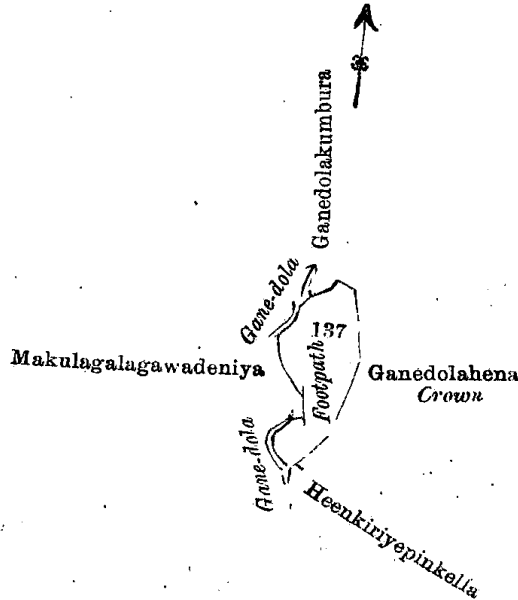 Ganedolakumbura
Gane-dola
137
Makulagalagawadeniya
Footpath
Ganedolahena
Crown
Gane-dola
Heenkiriyepinkella